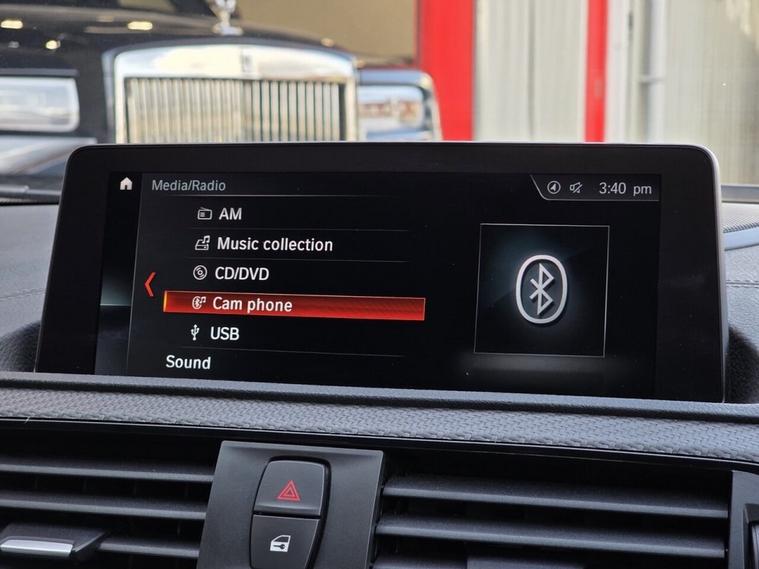 Media/Radio
3:40 pm
AM
Music collection
CD/DVD
Cam phone
USB
Sound